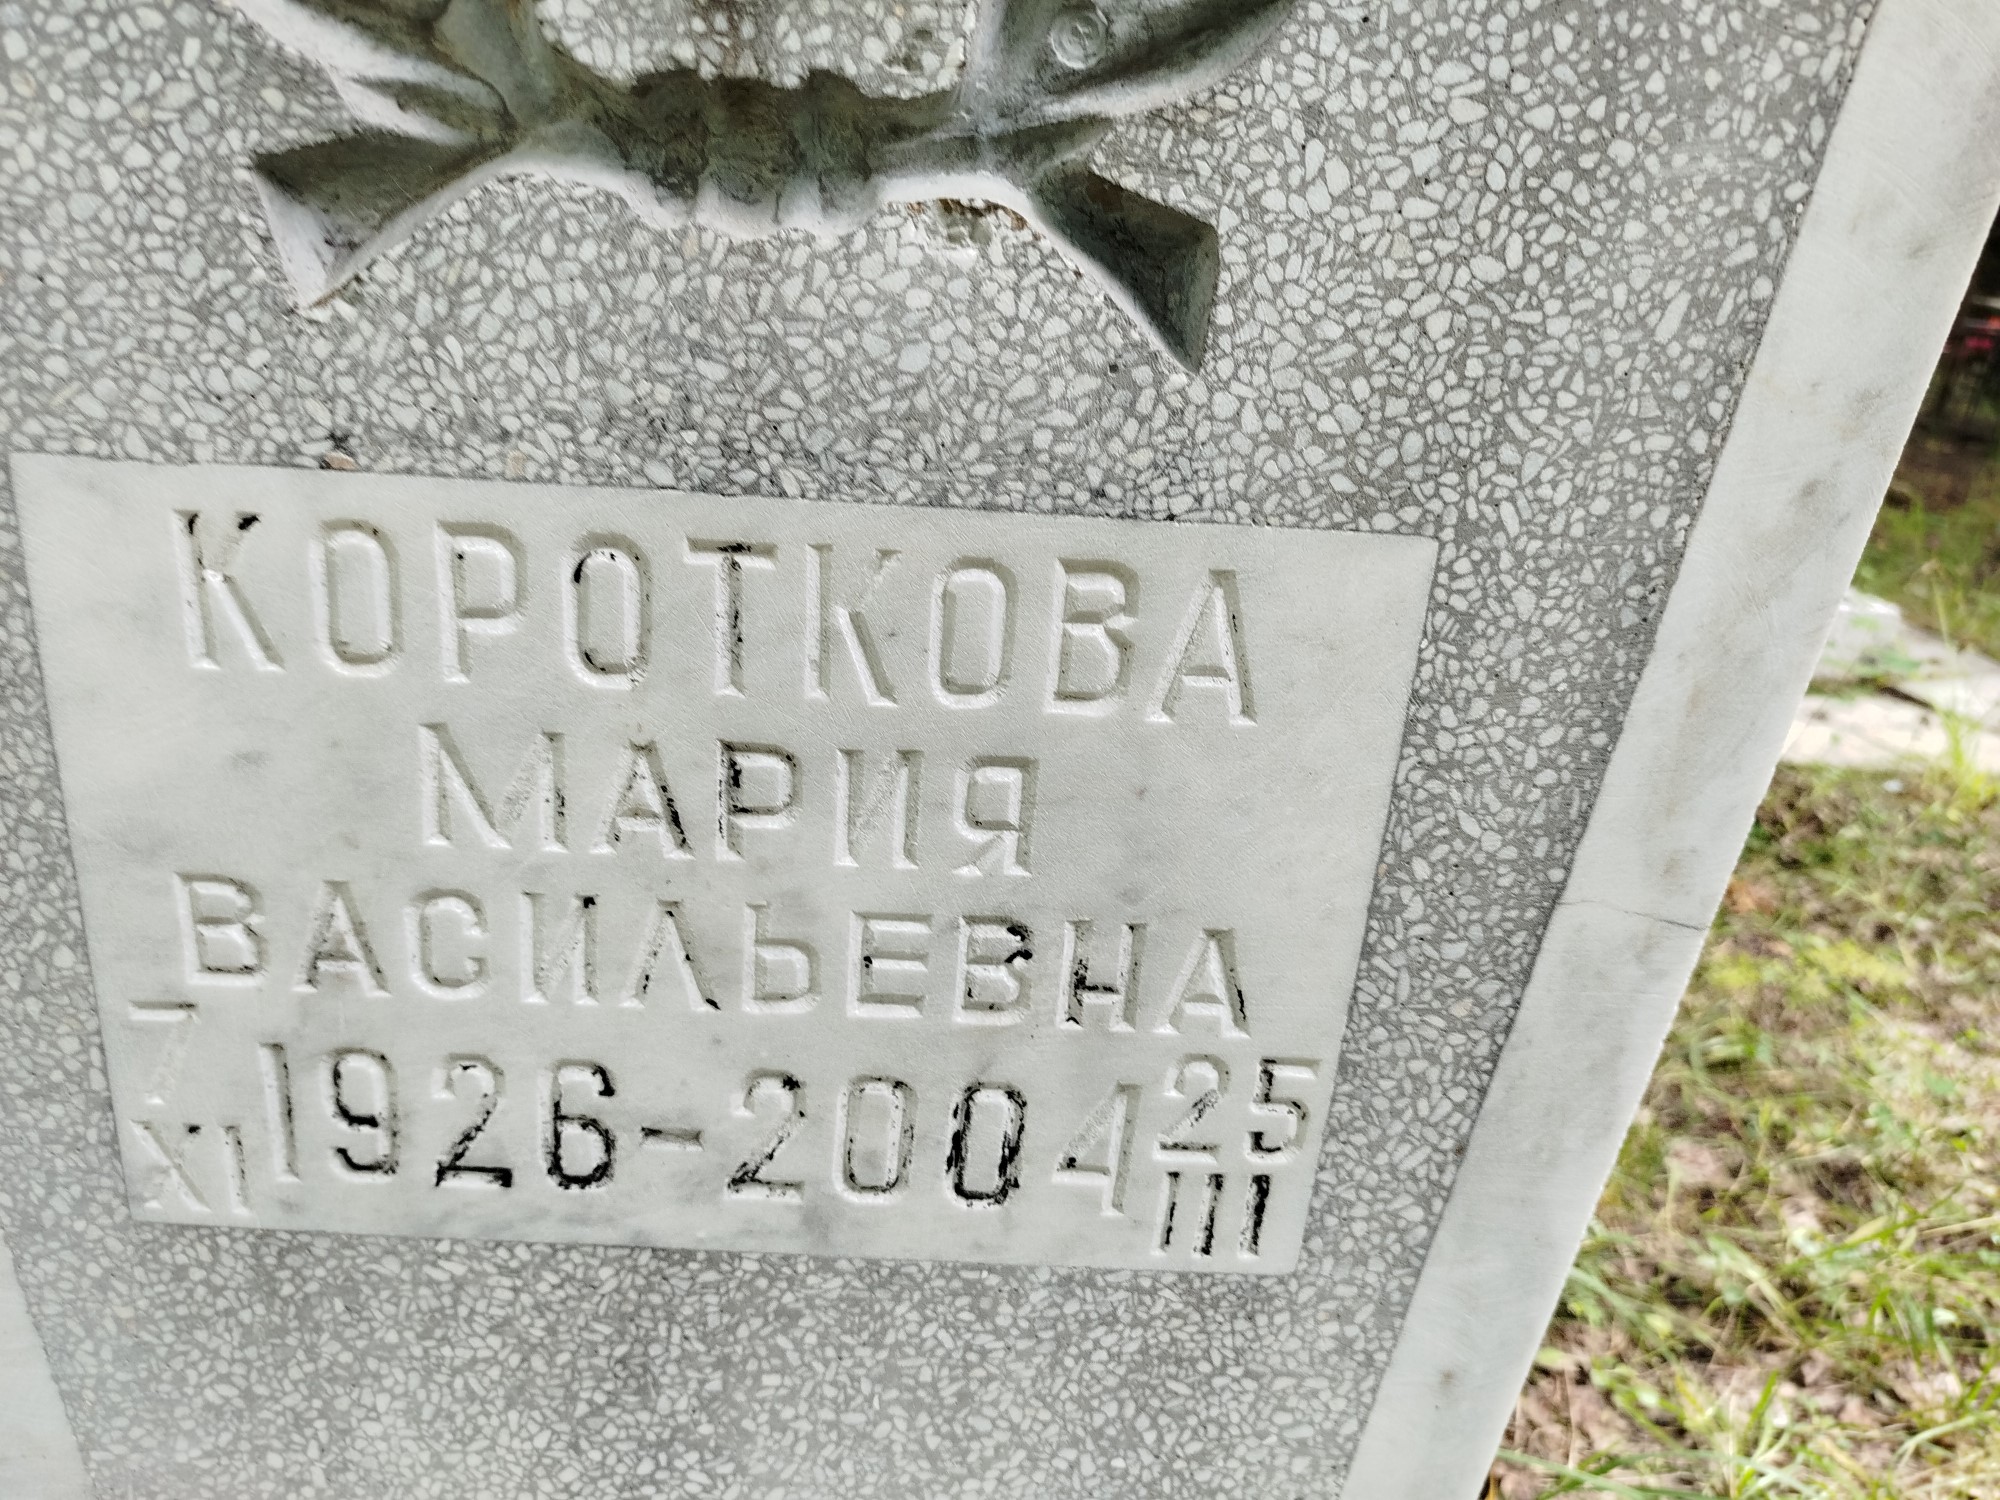 КОРОТКОВА
МАРИЯ
ВАСИЛЬЕВНА
7 XI 1926-2004 25 III